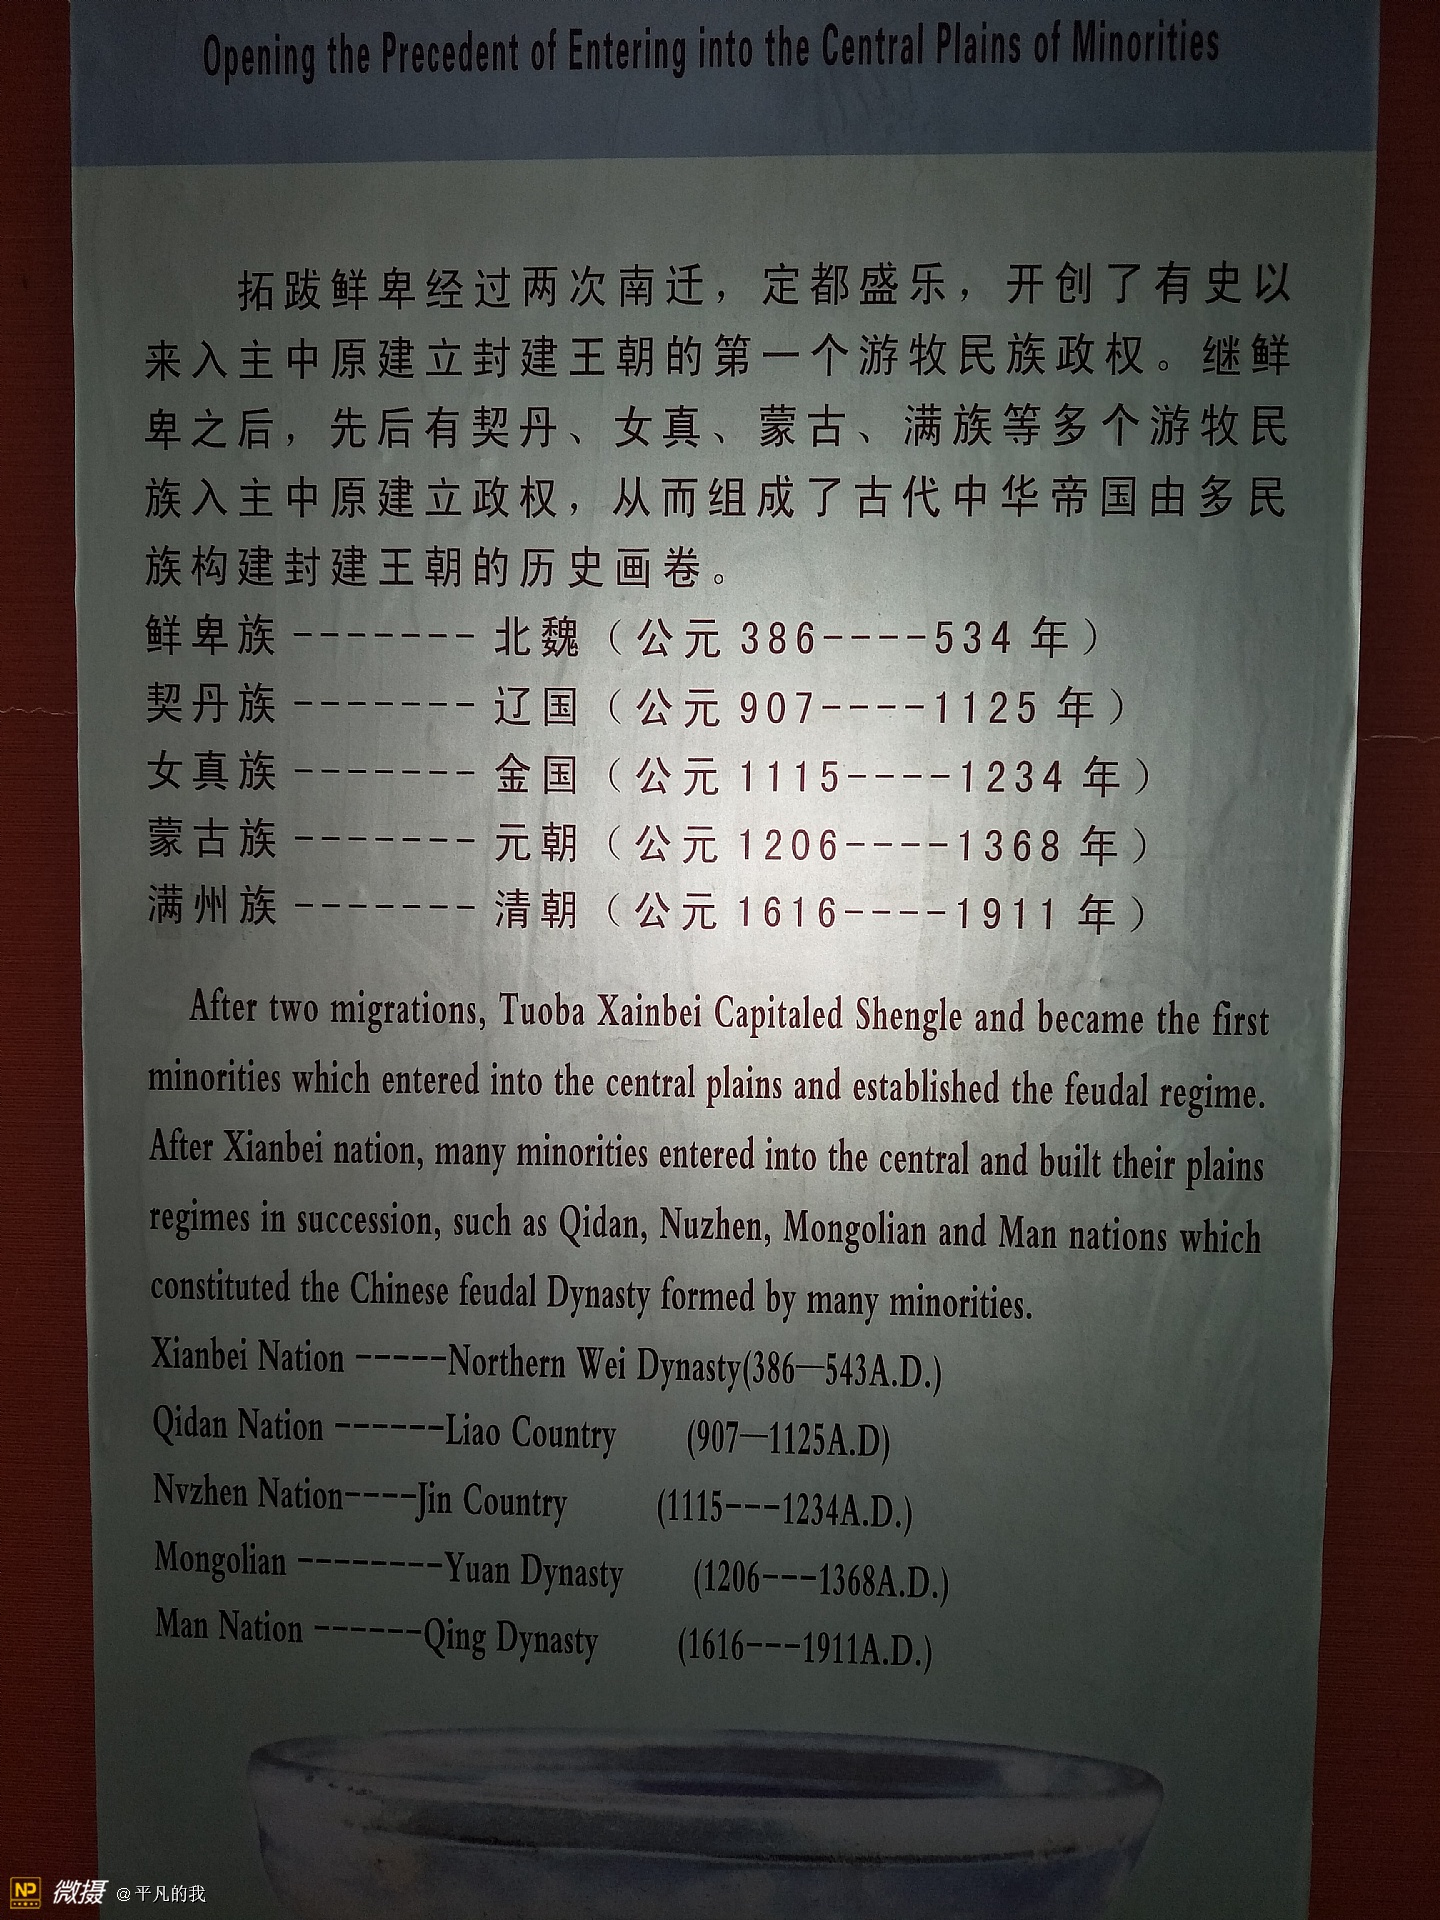 Opening the Precedent of Entering into the Central Plains of Minorities
拓跋鲜卑经过两次南迁，定都盛乐，开创了有史以
来入主中原建立封建王朝的第一个游牧民族政权。继鲜
卑之后，先后有契丹、女真、蒙古、满族等多个游牧民
族入主中原建立政权，从而组成了古代中华帝国由多民
族构建封建王朝的历史画卷。
鲜卑族-------北魏（公元386----534年）
契丹族-------辽国（公元907----1125年）
女真族-------金国（公元1115----1234年）
蒙古族-------元朝（公元1206----1368年）
满州族-------清朝（公元1616----1911年）
After two migrations, Tuoba Xainbei Capitaled Shengle and became the first
minorities which entered into the central plains and established the feudal regime.
After Xianbei nation, many minorities entered into the central and built their plains
regimes in succession, such as Qidan, Nuzhen, Mongolian and Man nations which
constituted the Chinese feudal Dynasty formed by many minorities.
Xianbei Nation -----Northern Wei Dynasty(386—543A.D.)
Qidan Nation ------Liao Country (907—1125A.D)
Nvzhen Nation----Jin Country (1115---1234A.D.)
Mongolian --------Yuan Dynasty (1206---1368A.D.)
Man Nation ------Qing Dynasty (1616---1911A.D.)
NP 微摄 @平凡的我